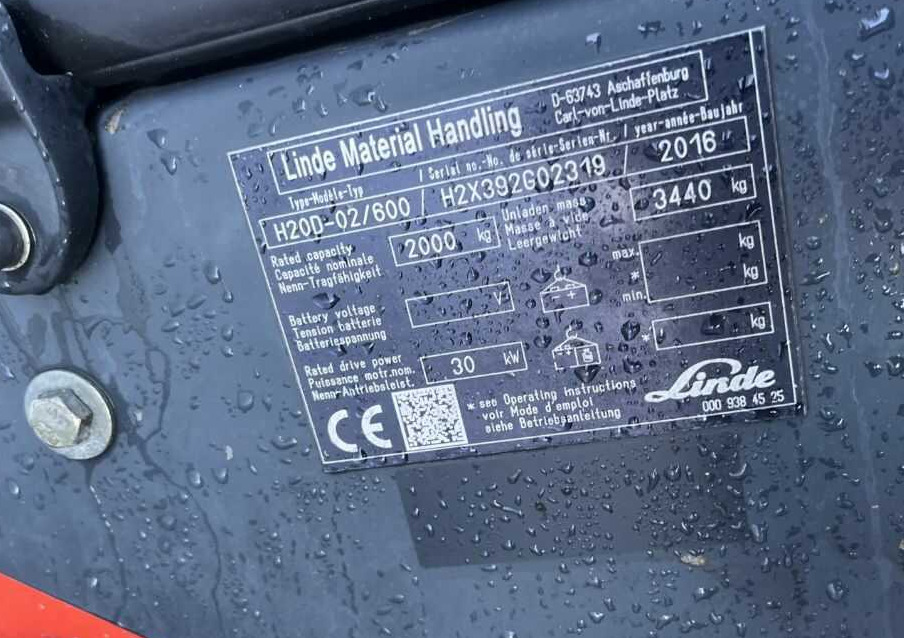 Linde Material Handling
D-63743 Aschaffenburg
Carl-von-Linde-Platz
Type-Modèle-Typ / Serial no.-No. de série-Serien-Nr. / year-année-Baujahr
H20D-02/600 / H2X392G02319 / 2016
Rated capacity
Capacité nominale
Nenn-Tragfähigkeit
2000 kg
Unladen mass
Masse à vide
Leergewicht
3440 kg
Battery voltage
Tension batterie
Batteriespannung
V
- +
max. kg
*
min. kg
Rated drive power
Puissance motr.nom.
Nenn-Antriebsleist.
30 kW
* kg
CE
* see Operating instructions
voir Mode d'emploi
siehe Betriebsanleitung
Linde
000 938 45 25